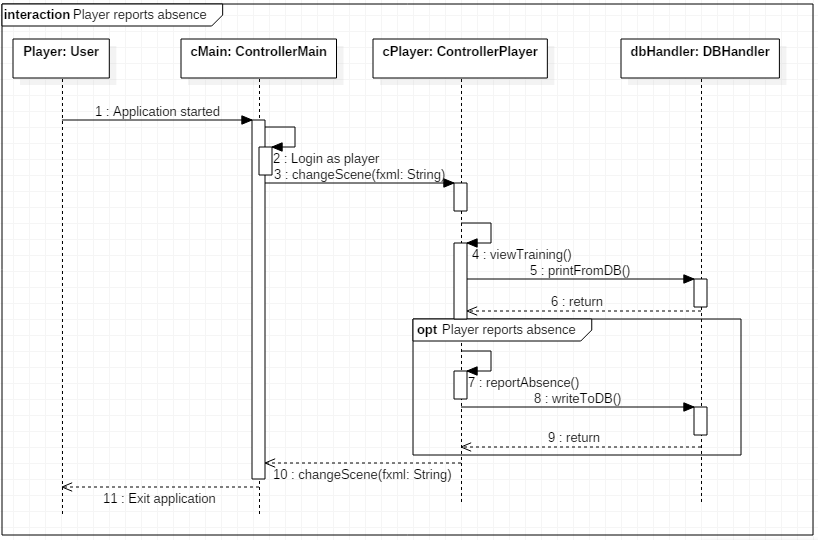 interaction Player reports absence
Player: User
cMain: ControllerMain
cPlayer: ControllerPlayer
dbHandler: DBHandler
1 : Application started
2 : Login as player
3 : changeScene(fxml: String)
4 : viewTraining()
5 : printFromDB()
6 : return
opt Player reports absence
7 : reportAbsence()
8 : writeToDB()
9 : return
10 : changeScene(fxml: String)
11 : Exit application